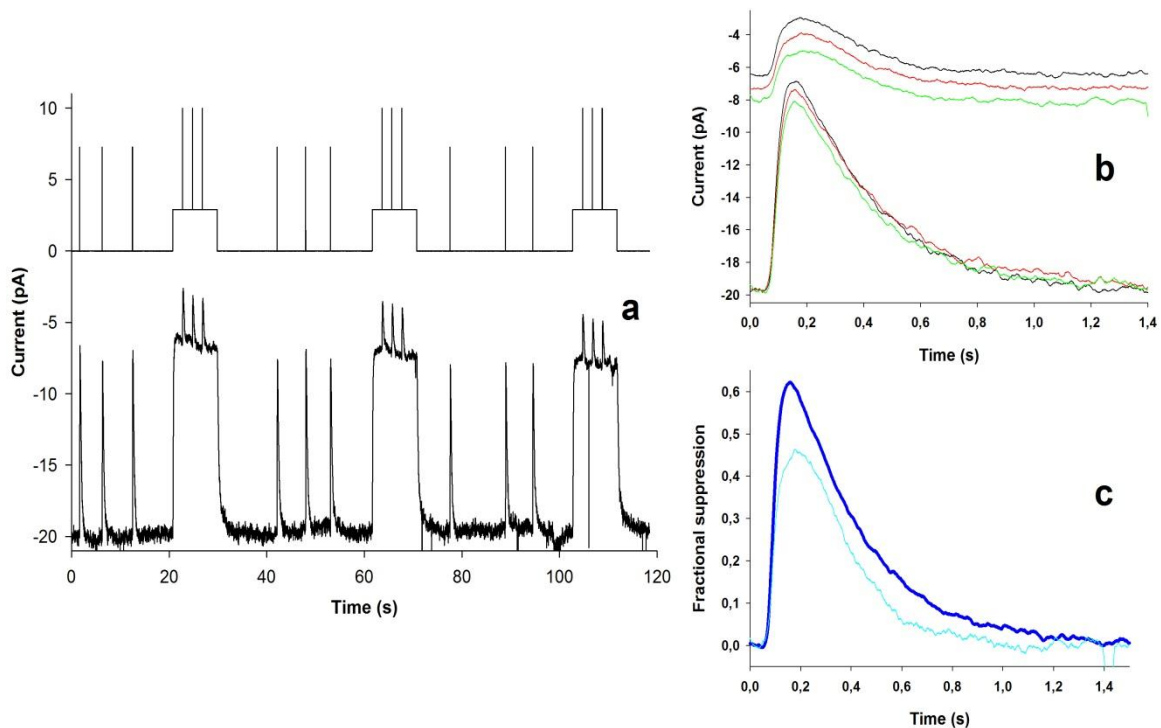 10
5
0
-5
-10
-15
-20
Current (pA)
0 20 40 60 80 100 120
Time (s)
a
-4
-6
-8
-10
-12
-14
-16
-18
-20
Current (pA)
0,0 0,2 0,4 0,6 0,8 1,0 1,2 1,4
Time (s)
b
0,6
0,5
0,4
0,3
0,2
0,1
0,0
Fractional suppression
0,0 0,2 0,4 0,6 0,8 1,0 1,2 1,4
Time (s)
c